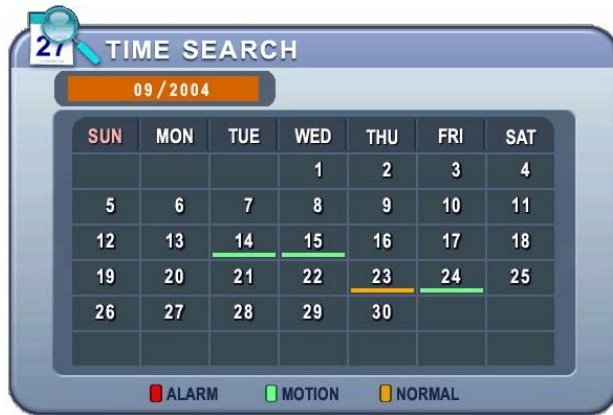 27 TIME SEARCH
09/2004
SUN MON TUE WED THU FRI SAT
1 2 3 4
5 6 7 8 9 10 11
12 13 14 15 16 17 18
19 20 21 22 23 24 25
26 27 28 29 30
ALARM MOTION NORMAL